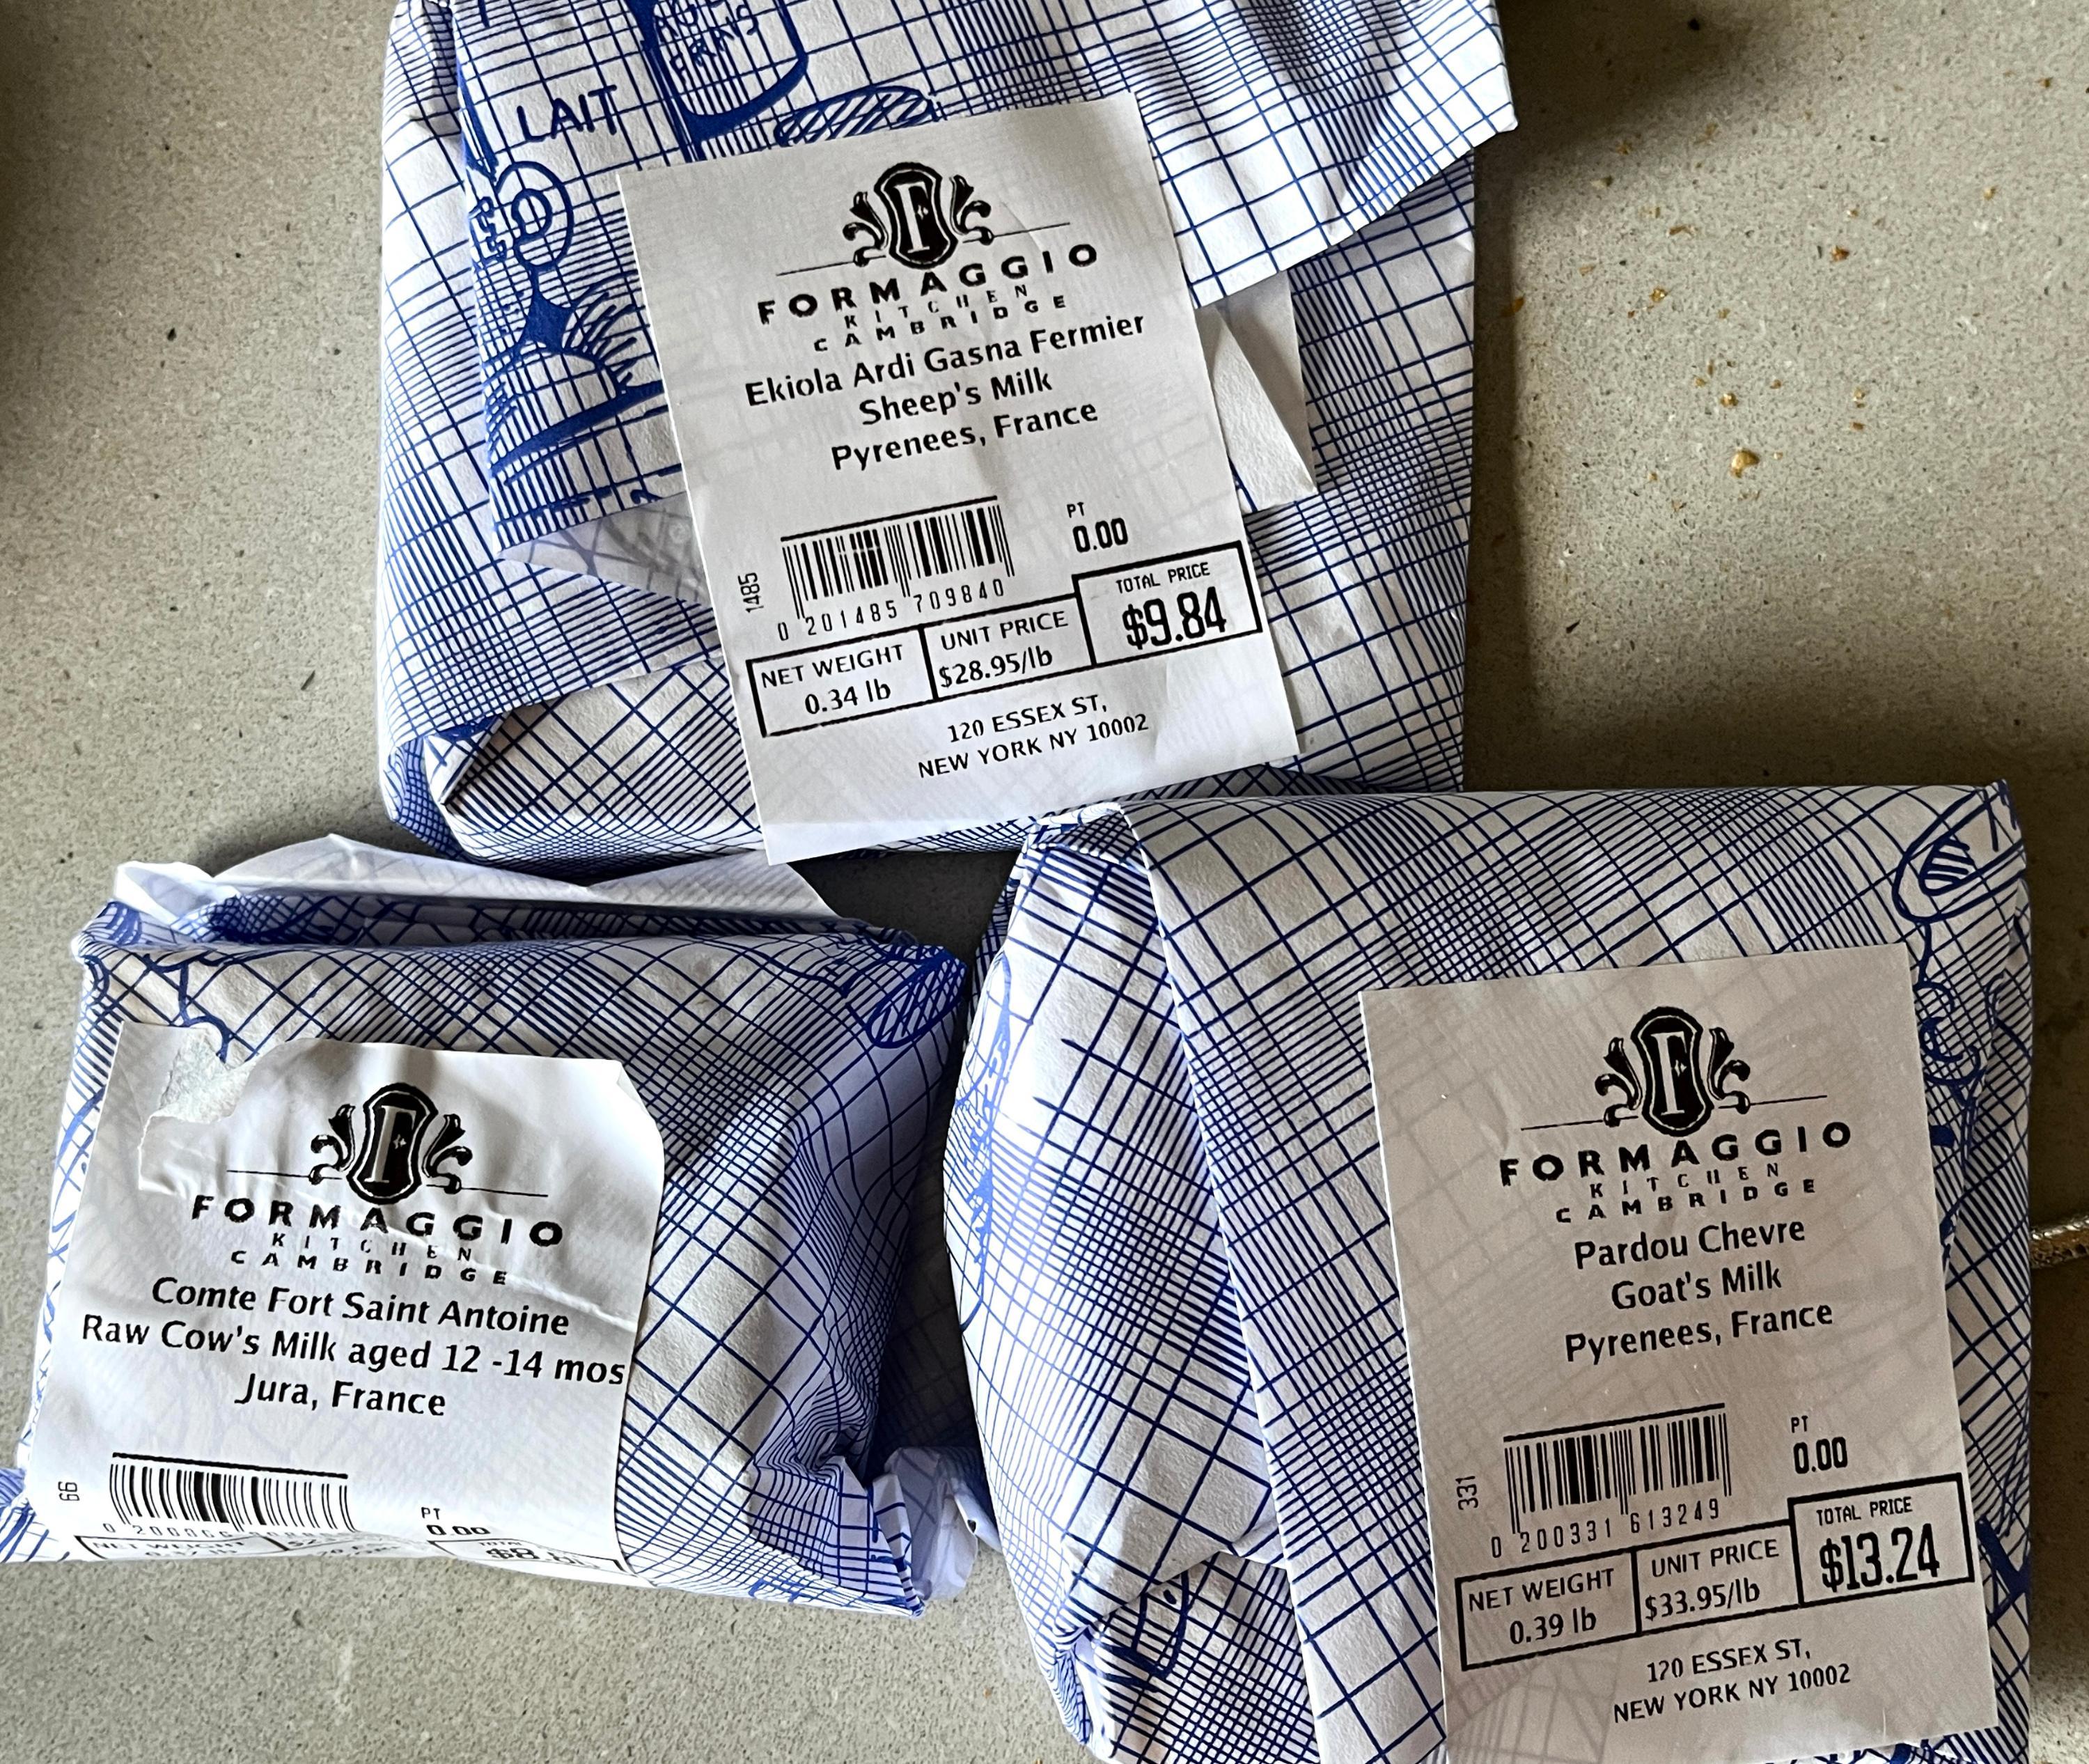 LAIT
FORMAGGIO
KITCHEN
CAMBRIDGE
Ekiola Ardi Gasna Fermier
Sheep's Milk
Pyrenees, France
PT
0.00
1485
0 201485 709840
TOTAL PRICE
$9.84
NET WEIGHT
0.34 lb
UNIT PRICE
$28.95/lb
120 ESSEX ST,
NEW YORK NY 10002
FORMAGGIO
KITCHEN
CAMBRIDGE
Comte Fort Saint Antoine
Raw Cow's Milk aged 12 -14 mos
Jura, France
66
PT
0.00
NET WEIGHT
FORMAGGIO
KITCHEN
CAMBRIDGE
Pardou Chevre
Goat's Milk
Pyrenees, France
PT
0.00
331
0 200331 613249
TOTAL PRICE
$13.24
NET WEIGHT
0.39 lb
UNIT PRICE
$33.95/lb
120 ESSEX ST,
NEW YORK NY 10002